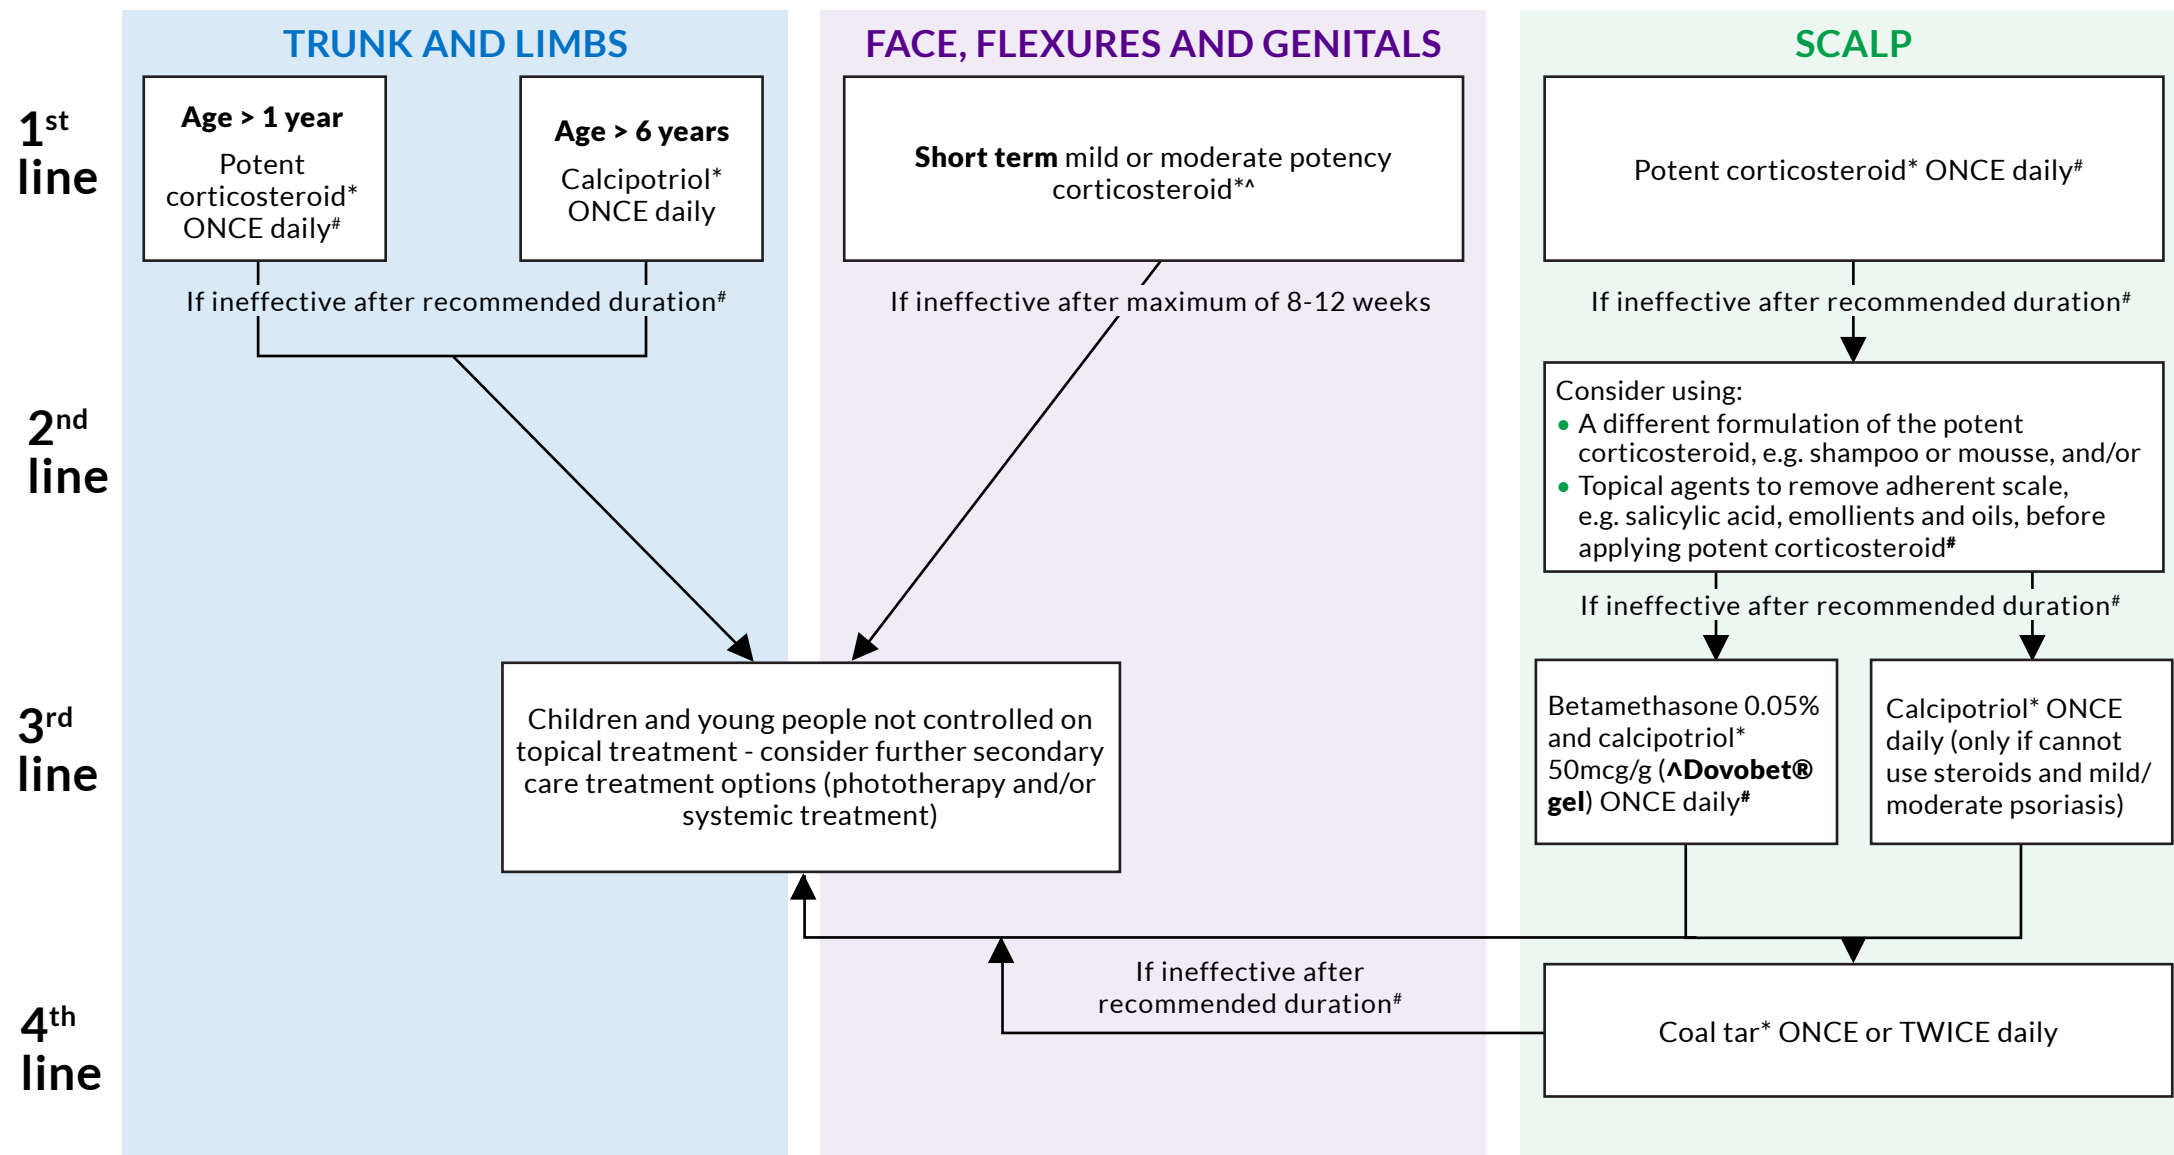 TRUNK AND LIMBS
FACE, FLEXURES AND GENITALS
SCALP
1st
line
Age > 1 year
Potent
corticosteroid*
ONCE daily#
Age > 6 years
Calcipotriol*
ONCE daily
Short term mild or moderate potency
corticosteroid*^
Potent corticosteroid* ONCE daily#
If ineffective after recommended duration#
If ineffective after maximum of 8-12 weeks
If ineffective after recommended duration#
2nd
line
Consider using:
• A different formulation of the potent
corticosteroid, e.g. shampoo or mousse, and/or
• Topical agents to remove adherent scale,
e.g. salicylic acid, emollients and oils, before
applying potent corticosteroid#
If ineffective after recommended duration#
3rd
line
Children and young people not controlled on
topical treatment - consider further secondary
care treatment options (phototherapy and/or
systemic treatment)
Betamethasone 0.05%
and calcipotriol*
50mcg/g (^Dovobet®
gel) ONCE daily#
Calcipotriol* ONCE
daily (only if cannot
use steroids and mild/
moderate psoriasis)
If ineffective after
recommended duration#
4th
line
Coal tar* ONCE or TWICE daily